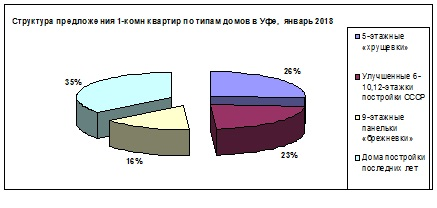 Структура предложения 1-комн квартир по типам домов в Уфе, январь 2018
35%
26%
16%
23%
5-этажные
«хрущевки»
Улучшенные 6-
10,12-этажки
постройки СССР
9-этажные
панельки
«брежневки»
Дома постройки
последних лет